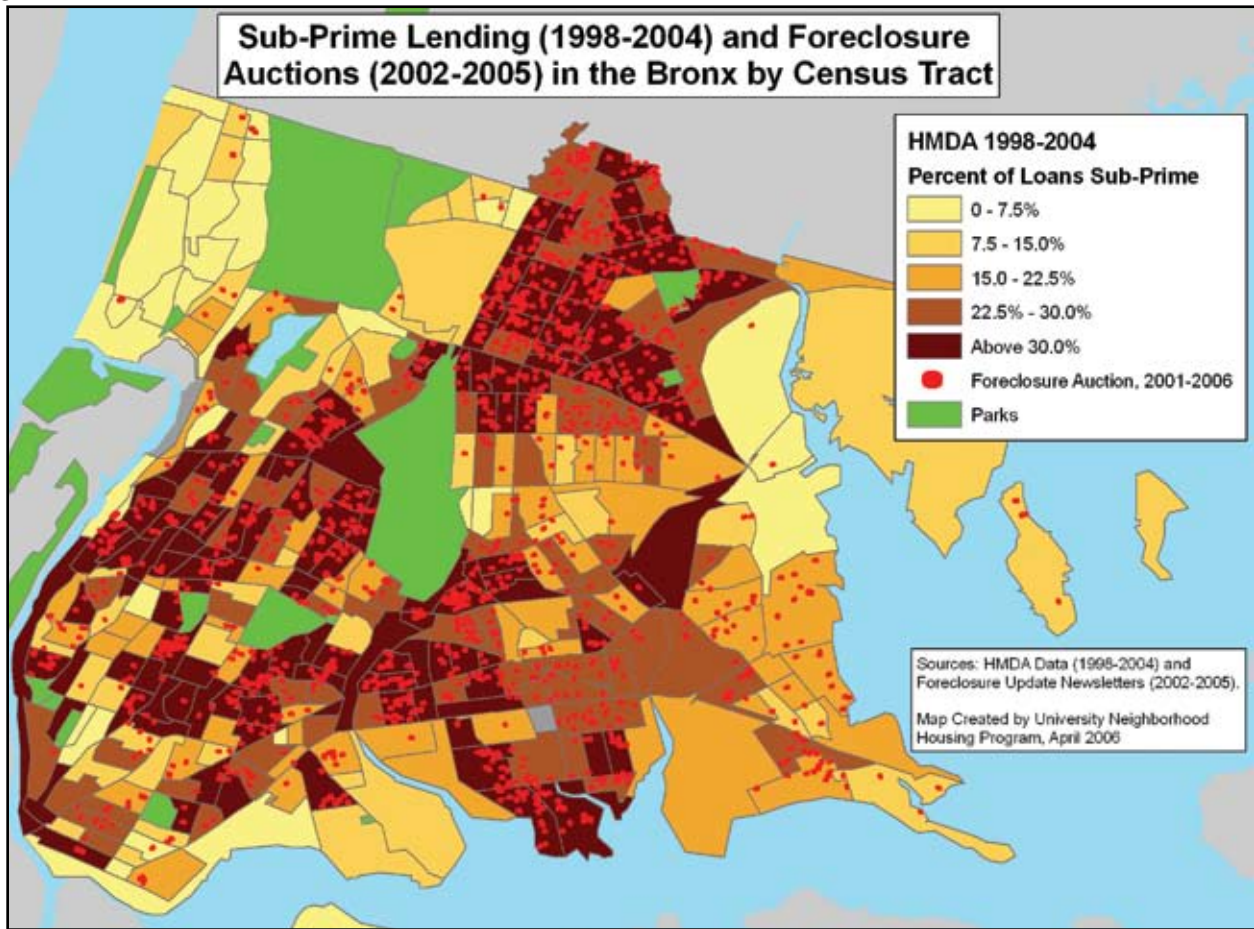 Sub-Prime Lending (1998-2004) and Foreclosure
Auctions (2002-2005) in the Bronx by Census Tract
HMDA 1998-2004
Percent of Loans Sub-Prime
0 - 7.5%
7.5 - 15.0%
15.0 - 22.5%
22.5% - 30.0%
Above 30.0%
Foreclosure Auction, 2001-2006
Parks
Sources: HMDA Data (1998-2004) and
Foreclosure Update Newsletters (2002-2005).
Map Created by University Neighborhood
Housing Program, April 2006